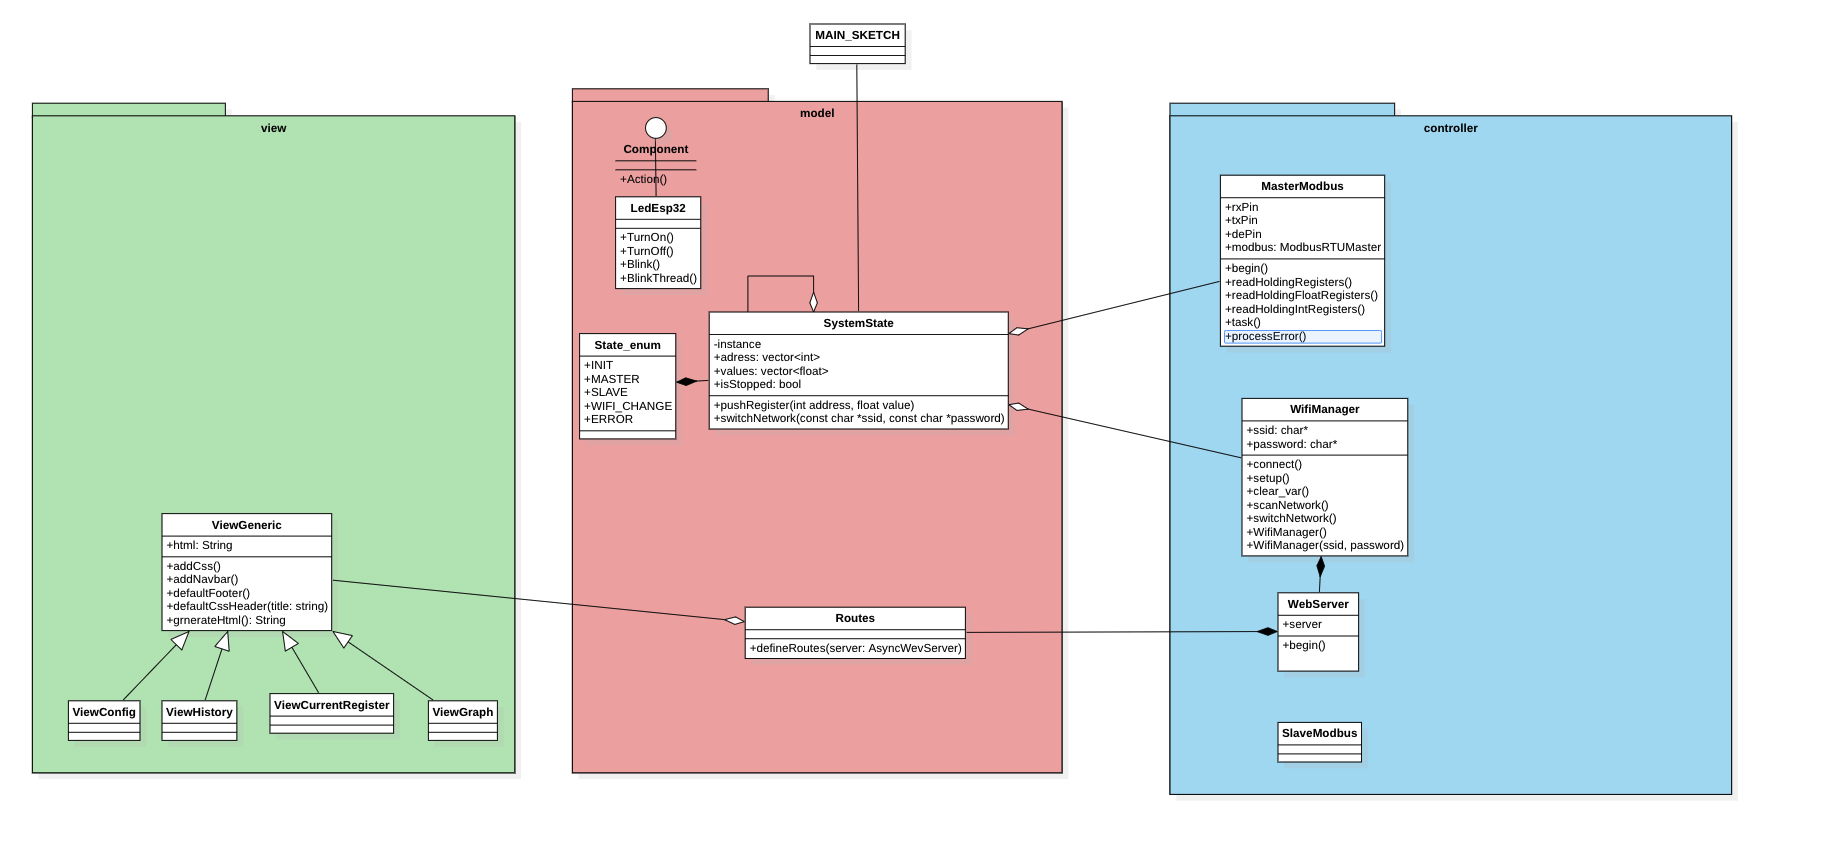 MAIN_SKETCH
view
ViewGeneric
+html: String
+addCss()
+addNavbar()
+defaultFooter()
+defaultCssHeader(title: string)
+grnerateHtml(): String
ViewConfig
ViewHistory
ViewCurrentRegister
ViewGraph
model
Component
+Action()
LedEsp32
+TurnOn()
+TurnOff()
+Blink()
+BlinkThread()
State_enum
+INIT
+MASTER
+SLAVE
+WIFI_CHANGE
+ERROR
SystemState
-instance
+adress: vector<int>
+values: vector<float>
+isStopped: bool
+pushRegister(int address, float value)
+switchNetwork(const char *ssid, const char *password)
Routes
+defineRoutes(server: AsyncWevServer)
controller
MasterModbus
+rxPin
+txPin
+dePin
+modbus: ModbusRTUMaster
+begin()
+readHoldingRegisters()
+readHoldingFloatRegisters()
+readHoldingIntRegisters()
+task()
+processError()
WifiManager
+ssid: char*
+password: char*
+connect()
+setup()
+clear_var()
+scanNetwork()
+switchNetwork()
+WifiManager()
+WifiManager(ssid, password)
WebServer
+server
+begin()
SlaveModbus